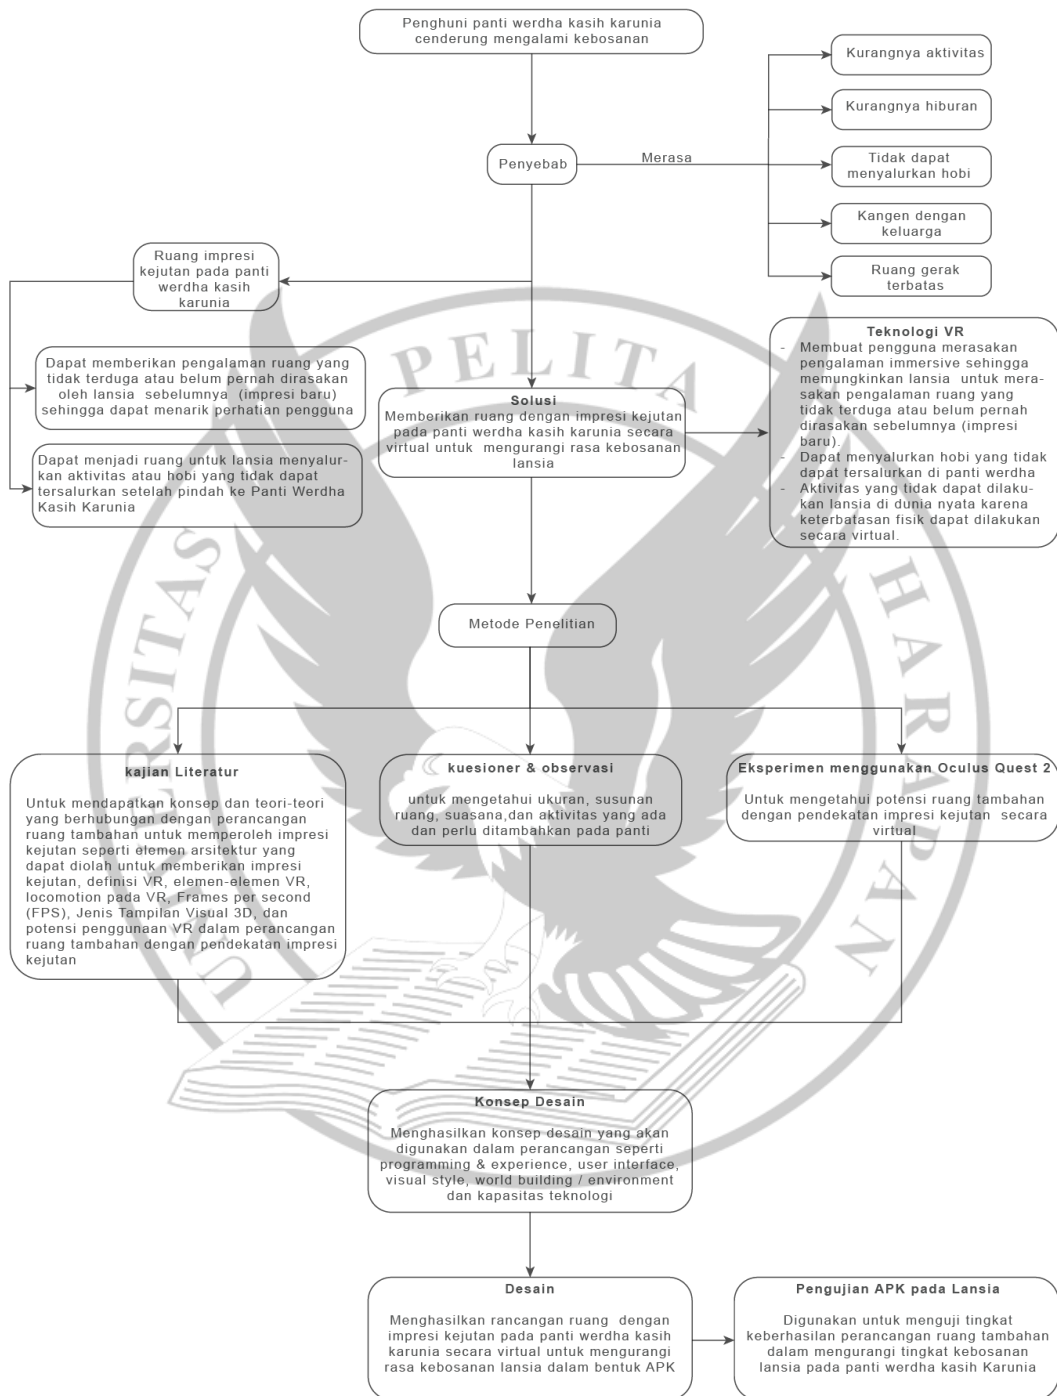 Penghuni panti werdha kasih karunia
cenderung mengalami kebosanan
Kurangnya aktivitas
Kurangnya hiburan
Penyebab
Merasa
Tidak dapat
menyalurkan hobi
Kangen dengan
keluarga
Ruang gerak
terbatas
Ruang impresi
kejutan pada panti
werdha kasih
karunia
Dapat memberikan pengalaman ruang yang
tidak terduga atau belum pernah dirasakan
oleh lansia sebelumnya (impresi baru)
sehingga dapat menarik perhatian pengguna
Dapat menjadi ruang untuk lansia menyalur-
kan aktivitas atau hobi yang tidak dapat
tersalurkan setelah pindah ke Panti Werdha
Kasih Karunia
Solusi
Memberikan ruang dengan impresi kejutan
pada panti werdha kasih karunia secara
virtual untuk mengurangi rasa kebosanan
lansia
Teknologi VR
- Membuat pengguna merasakan
pengalaman immersive sehingga
memungkinkan lansia untuk mera-
sakan pengalaman ruang yang
tidak terduga atau belum pernah
dirasakan sebelumnya (impresi
baru).
- Dapat menyalurkan hobi yang tidak
dapat tersalurkan di panti werdha
- Aktivitas yang tidak dapat dilaku-
kan lansia di dunia nyata karena
keterbatasan fisik dapat dilakukan
secara virtual.
Metode Penelitian
kajian Literatur
Untuk mendapatkan konsep dan teori-teori
yang berhubungan dengan perancangan
ruang tambahan untuk memperoleh impresi
kejutan seperti elemen arsitektur yang
dapat diolah untuk memberikan impresi
kejutan, definisi VR, elemen-elemen VR,
locomotion pada VR, Frames per second
(FPS), Jenis Tampilan Visual 3D, dan
potensi penggunaan VR dalam perancangan
ruang tambahan dengan pendekatan impresi
kejutan
kuesioner & observasi
untuk mengetahui ukuran, susunan
ruang, suasana,dan aktivitas yang ada
dan perlu ditambahkan pada panti
Eksperimen menggunakan Oculus Quest 2
Untuk mengetahui potensi ruang tambahan
dengan pendekatan impresi kejutan secara
virtual
Konsep Desain
Menghasilkan konsep desain yang akan
digunakan dalam perancangan seperti
programming & experience, user interface,
visual style, world building / environment
dan kapasitas teknologi
Desain
Menghasilkan rancangan ruang dengan
impresi kejutan pada panti werdha kasih
karunia secara virtual untuk mengurangi
rasa kebosanan lansia dalam bentuk APK
Pengujian APK pada Lansia
Digunakan untuk menguji tingkat
keberhasilan perancangan ruang tambahan
dalam mengurangi tingkat kebosanan
lansia pada panti werdha kasih Karunia
UNIVERSITAS PELITA HARAPAN